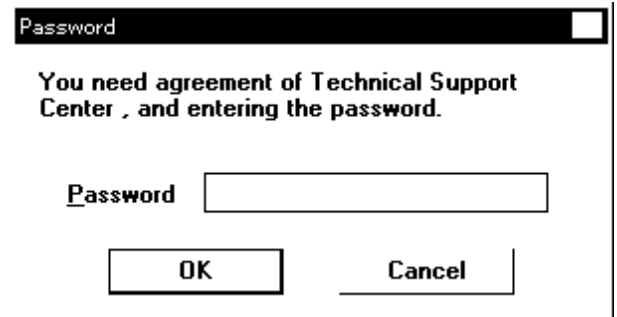 Password
You need agreement of Technical Support
Center , and entering the password.
Password
OK
Cancel